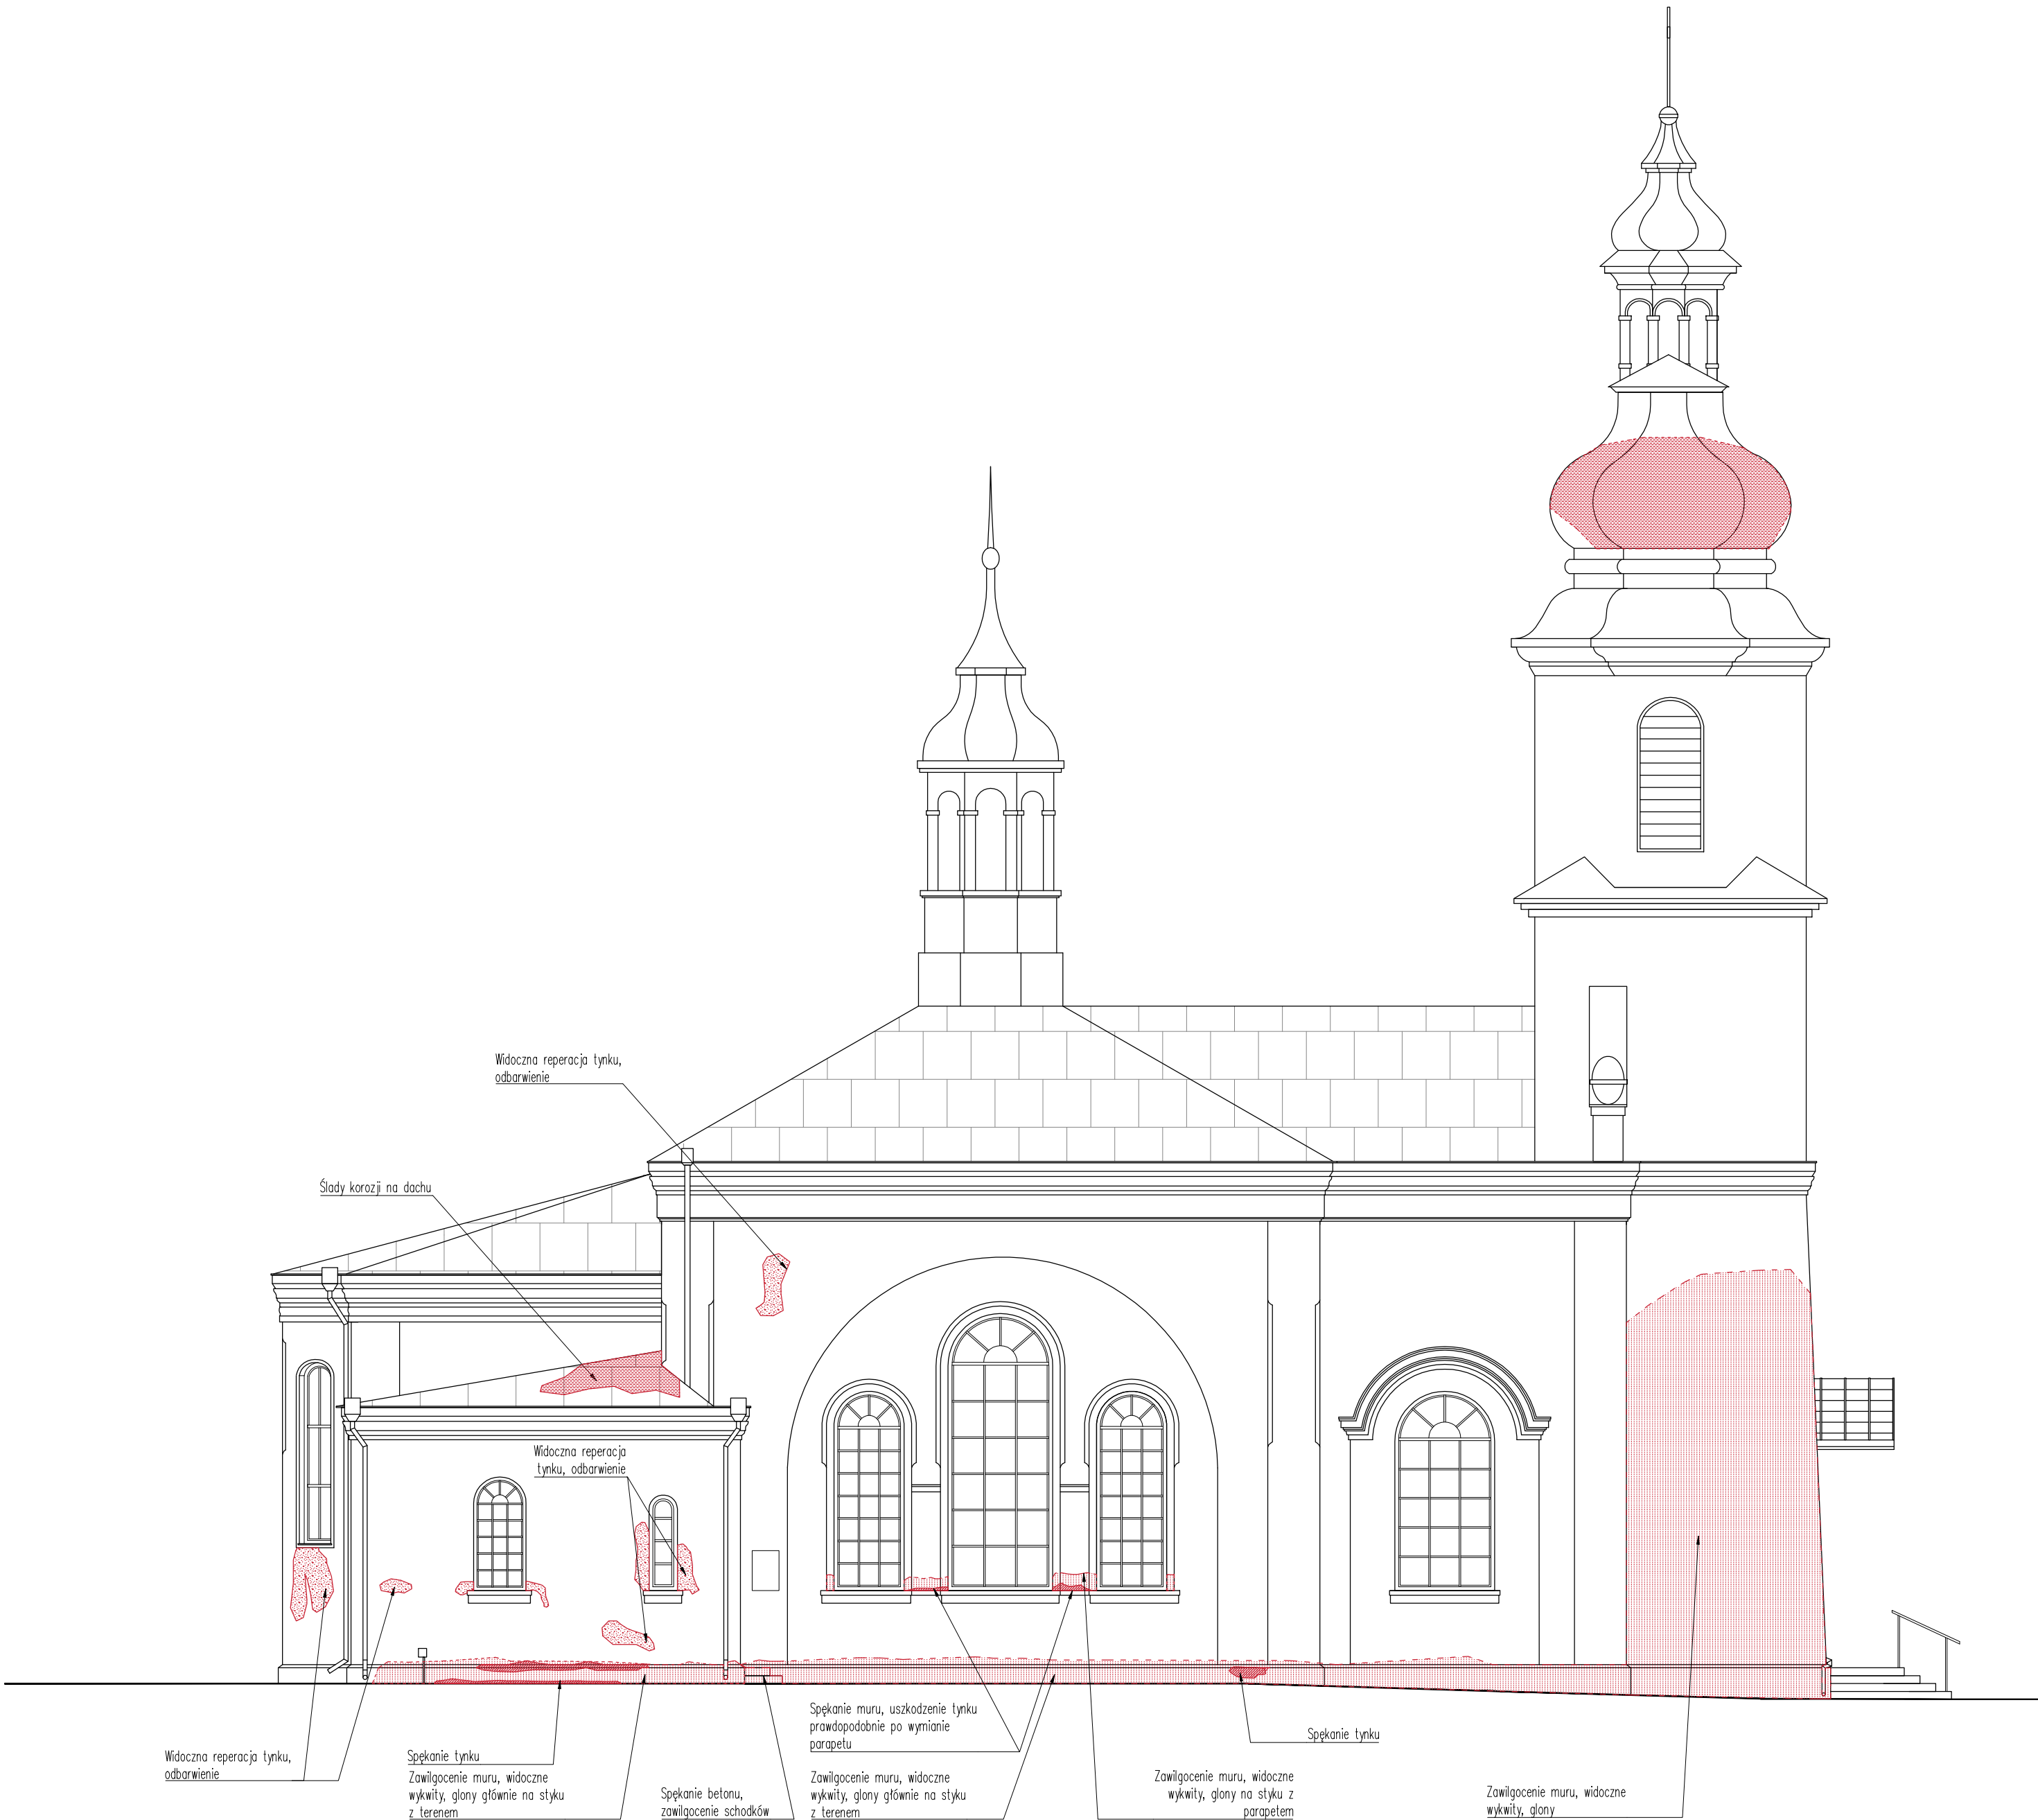 Widoczna reperacja tynku,
odbarwienie
Ślady korozji na dachu
Widoczna reperacja
tynku, odbarwienie
Widoczna reperacja tynku,
odbarwienie
Spękanie tynku
Zawilgocenie muru, widoczne
wykwity, glony głównie na styku
z terenem
Spękanie betonu,
zawilgocenie schodków
Spękanie muru, uszkodzenie tynku
prawdopodobnie po wymianie
parapetu
Zawilgocenie muru, widoczne
wykwity, glony głównie na styku
z terenem
Zawilgocenie muru, widoczne
wykwity, glony na styku z
parapetem
Spękanie tynku
Zawilgocenie muru, widoczne
wykwity, glony